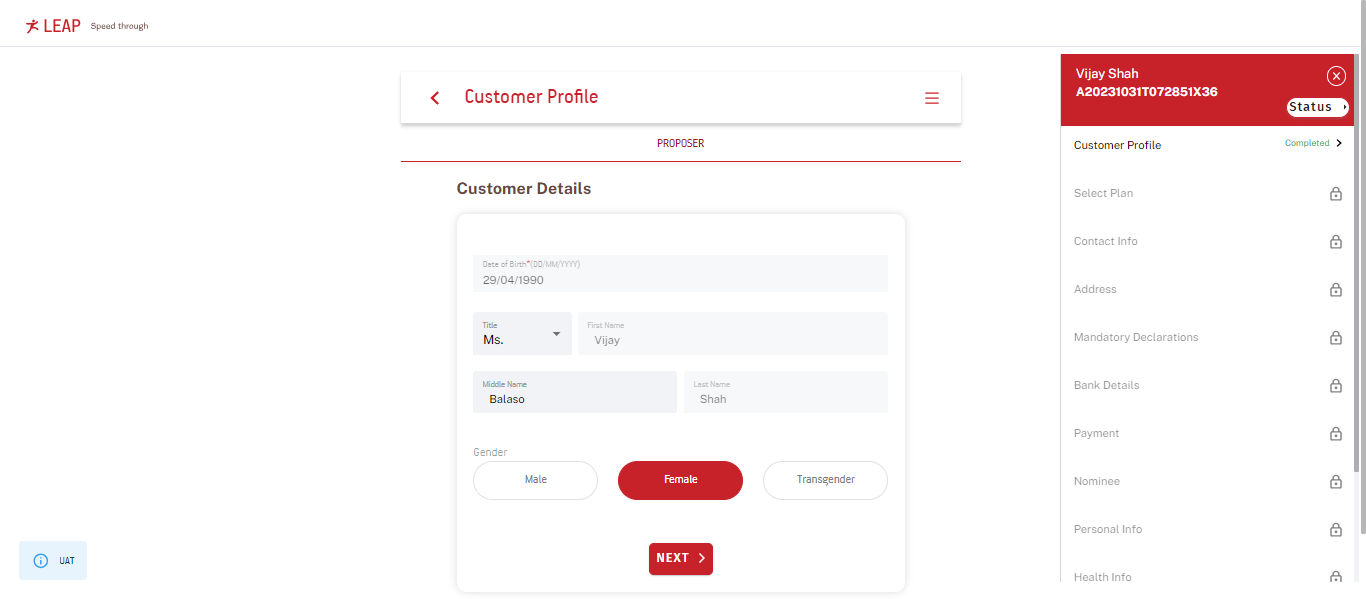 LEAP Speed through
Customer Profile
PROPOSER
Customer Details
Date of Birth*(DD/MM/YYYY)
29/04/1990
Title
Ms.
First Name
Vijay
Middle Name
Balaso
Last Name
Shah
Gender
Male
Female
Transgender
NEXT
UAT
Vijay Shah
A20231031T072851X36
Status
Customer Profile Completed
Select Plan
Contact Info
Address
Mandatory Declarations
Bank Details
Payment
Nominee
Personal Info
Health Info